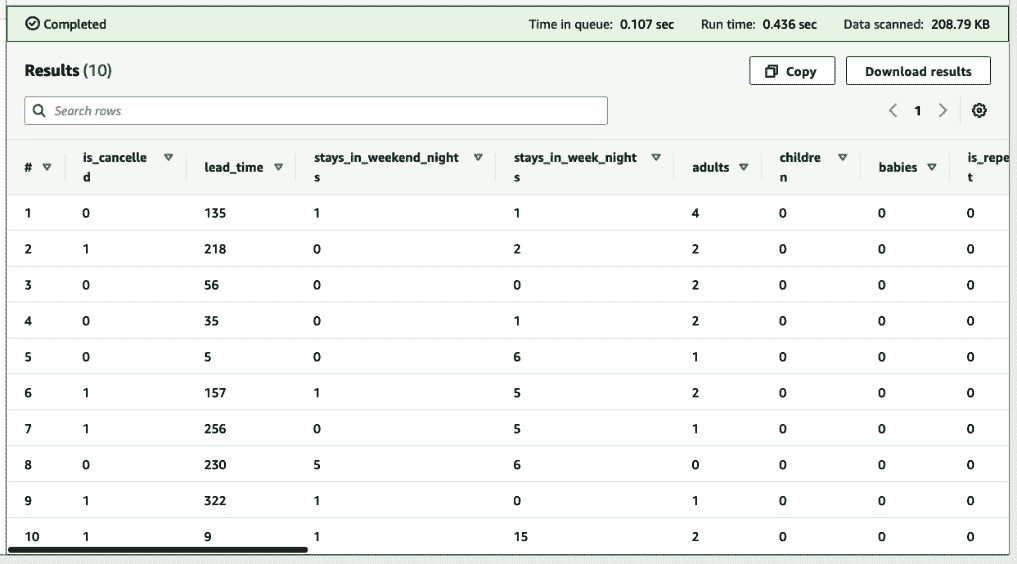 Completed Time in queue: 0.107 sec Run time: 0.436 sec Data scanned: 208.79 KB
Results (10) Copy Download results
Search rows 1
# is_cancelled lead_time stays_in_weekend_nights stays_in_week_nights adults children babies is_repet
1 0 135 1 1 4 0 0 0
2 1 218 0 2 2 0 0 0
3 0 56 0 0 2 0 0 0
4 0 35 0 1 2 0 0 0
5 0 5 0 6 1 0 0 0
6 1 157 1 5 2 0 0 0
7 1 256 0 5 1 0 0 0
8 0 230 5 6 0 0 0 0
9 1 322 1 0 1 0 0 0
10 1 9 1 15 2 0 0 0